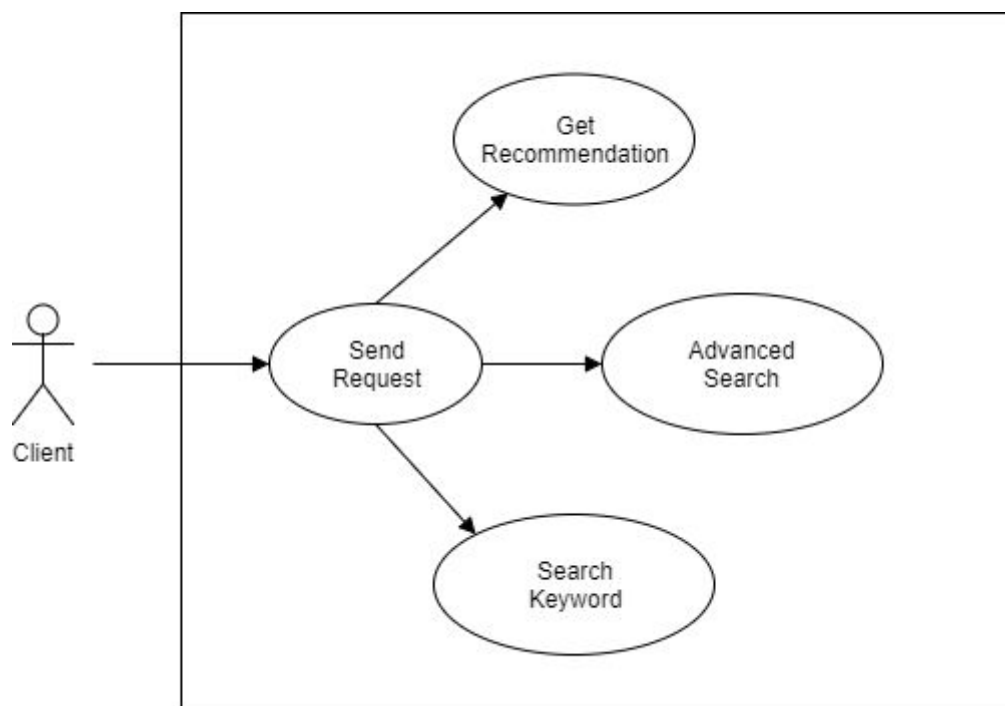 Get
Recommendation
Send
Request
Advanced
Search
Client
Search
Keyword